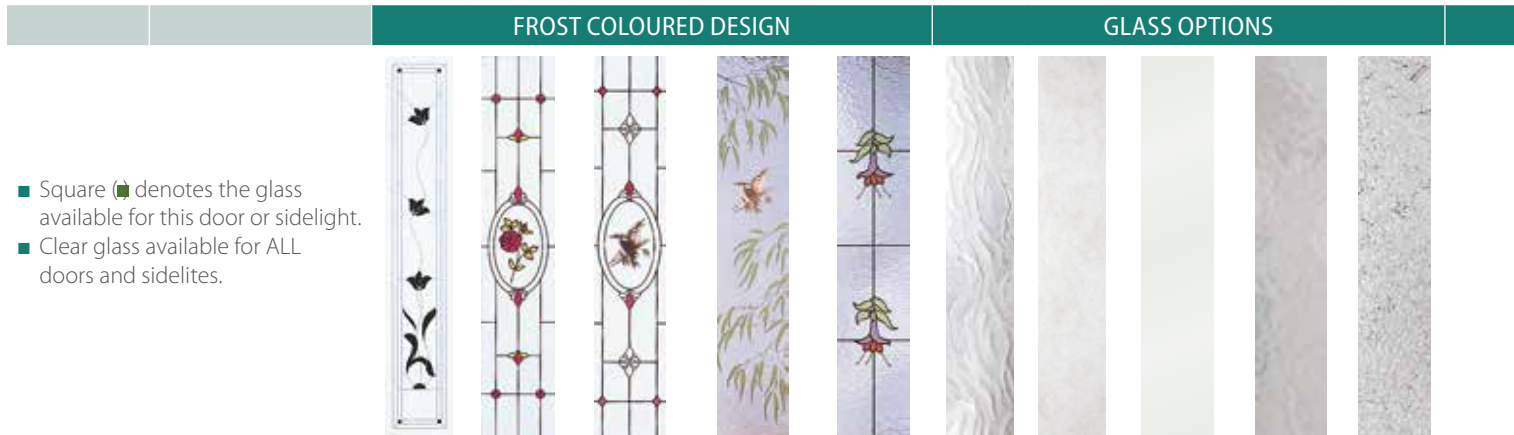 FROST COLOURED DESIGN
GLASS OPTIONS
■ Square (■) denotes the glass
available for this door or sidelight.
■ Clear glass available for ALL
doors and sidelites.